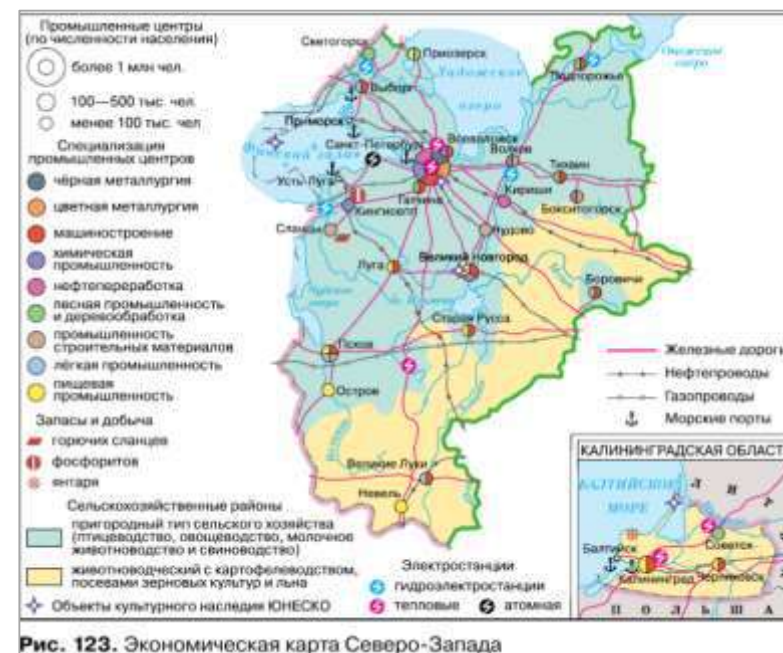 Промышленные центры
(по численности населения)
более 1 млн чел.
100—500 тыс. чел.
менее 100 тыс. чел
Специализация
промышленных центров
чёрная металлургия
цветная металлургия
машиностроение
химическая
промышленность
нефтепереработка
лесная промышленность
и деревообработка
промышленность
строительных материалов
лёгкая промышленность
пищевая
промышленность
Запасы и добыча
горючих сланцев
фосфоритов
янтаря
Сельскохозяйственные районы
пригородный тип сельского хозяйства
(птицеводство, овощеводство, молочное
животноводство и свиноводство)
животноводческий с картофелеводством,
посевами зерновых культур и льна
Объекты культурного наследия ЮНЕСКО
Электростанции
гидроэлектростанции
тепловые
атомная
Железные дороги
Нефтепроводы
Газопроводы
Морские порты
Светогорск
Приозерск
Ладожское
озеро
Онежское
озеро
Подпорожье
Выборг
Приморск
Финский залив
Санкт-Петербург
Всеволожск
Волхов
Тихвин
Усть-Луга
Гатчина
Кириши
Бокситогорск
Кингисепп
Сланцы
Чудово
Луга
Великий Новгород
Боровичи
Чудское
озеро
Старая Русса
Псков
Остров
Великие Луки
Невель
КАЛИНИНГРАДСКАЯ ОБЛАСТ
БАЛТИЙСКОЕ
МОРЕ
Л И Т
Балтийск
Советск
Калининград
Черняховск
П О Л Ь Ш А
Рис. 123. Экономическая карта Северо-Запада